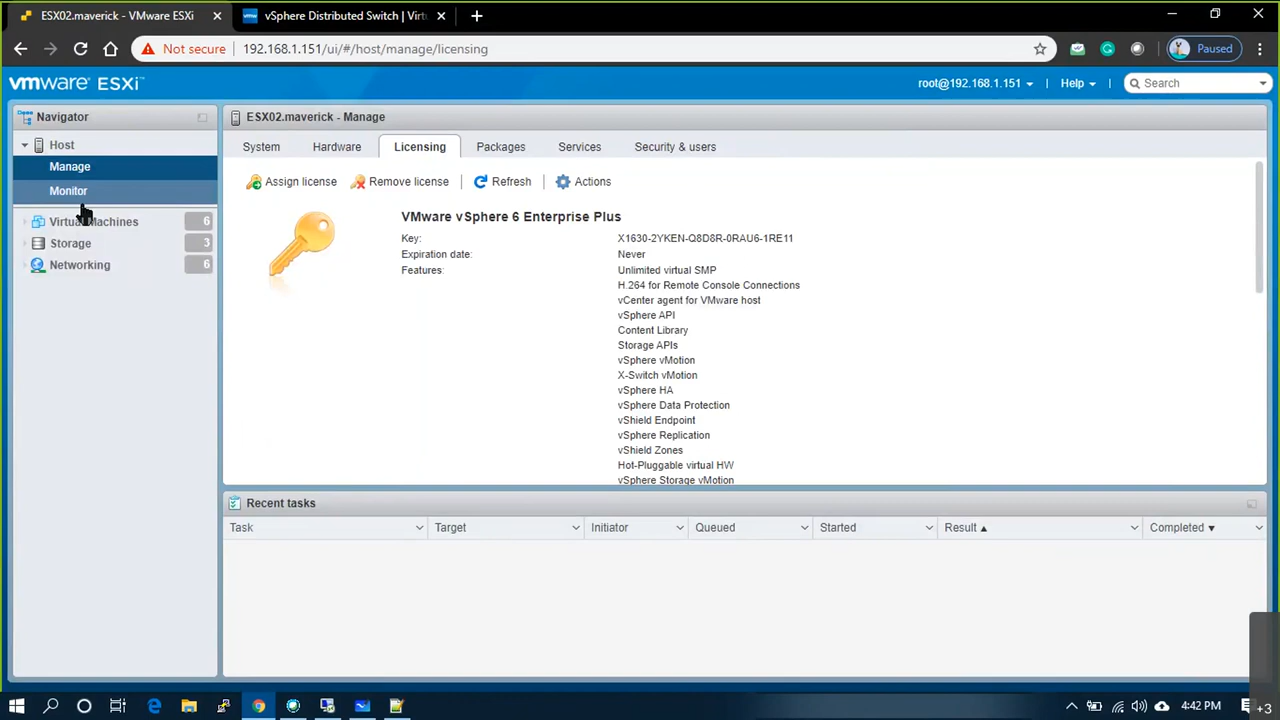 ESX02.maverick - VMware ESXi
vSphere Distributed Switch | Virtu
Not secure 192.168.1.151/ui/#/host/manage/licensing
Paused
vmware ESXi
root@192.168.1.151 | Help | Search
Navigator
ESX02.maverick - Manage
Host
Manage
Monitor
Virtual Machines 6
Storage 3
Networking 6
System Hardware Licensing Packages Services Security & users
Assign license Remove license Refresh Actions
VMware vSphere 6 Enterprise Plus
Key: X1630-2YKEN-Q8D8R-0RAU6-1RE11
Expiration date: Never
Features: Unlimited virtual SMP
H.264 for Remote Console Connections
vCenter agent for VMware host
vSphere API
Content Library
Storage APIs
vSphere vMotion
X-Switch vMotion
vSphere HA
vSphere Data Protection
vShield Endpoint
vSphere Replication
vShield Zones
Hot-Pluggable virtual HW
vSphere Storage vMotion
Recent tasks
Task Target Initiator Queued Started Result Completed
4:42 PM
+3